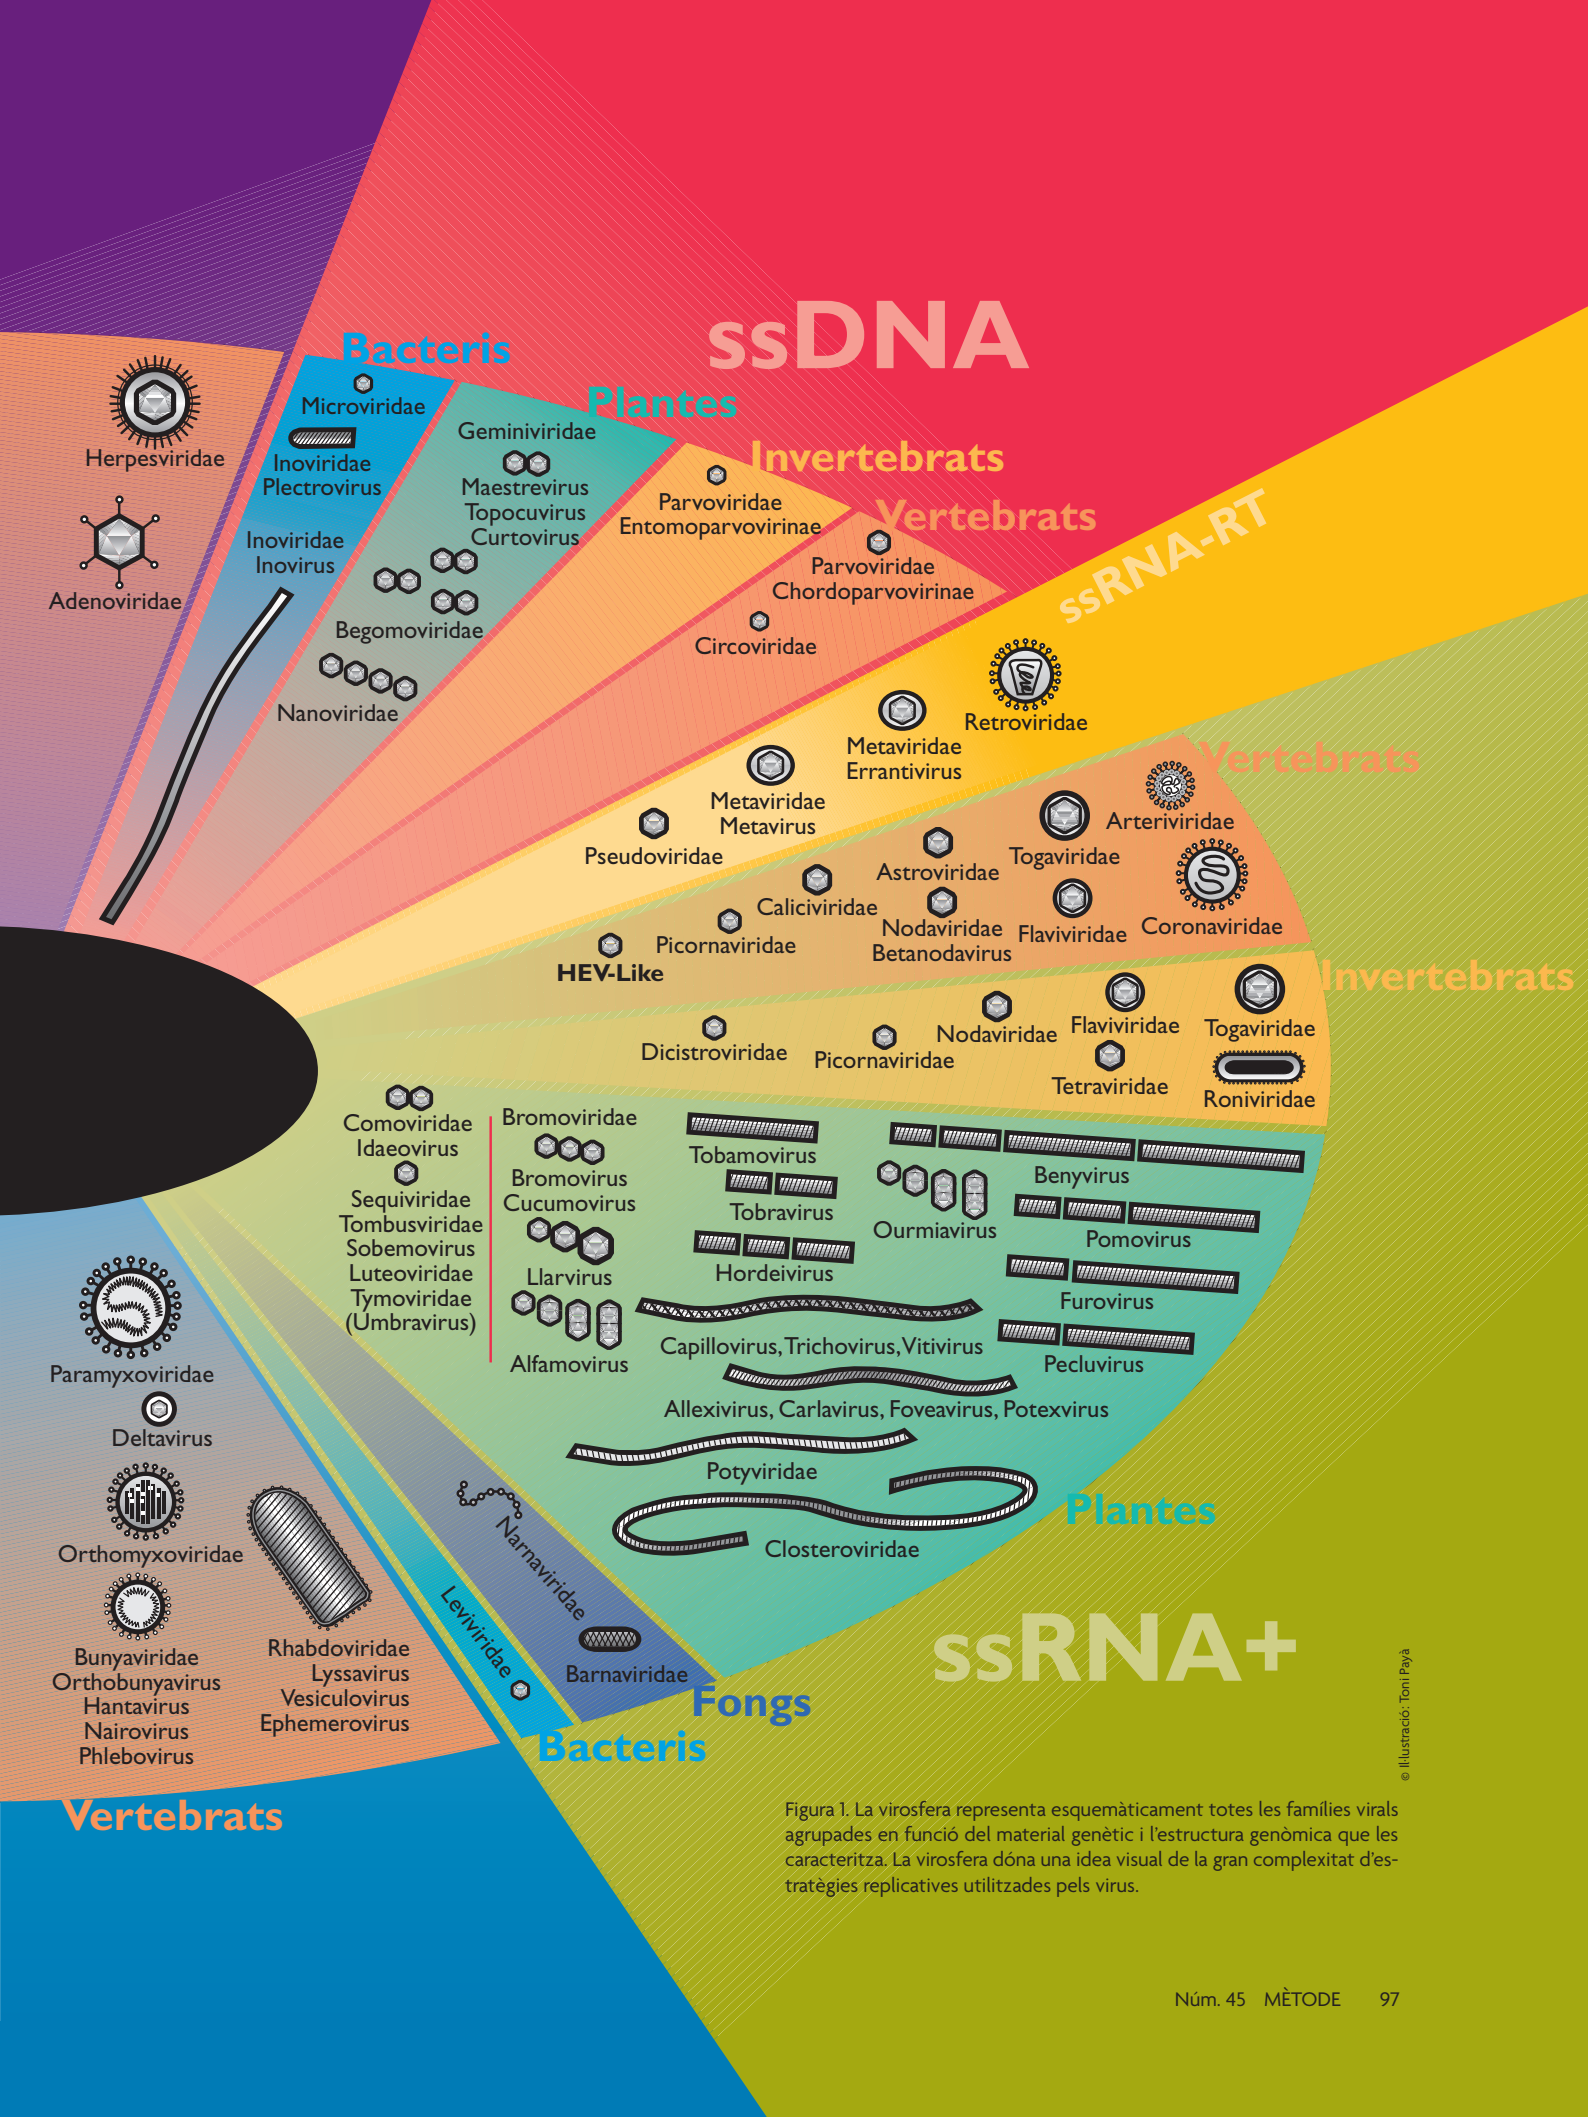 ssDNA
Bacteris
Microviridae
Inoviridae
Plectrovirus
Inoviridae
Inovirus
Herpesviridae
Adenoviridae
Plantes
Geminiviridae
Maestrevirus
Topocuvirus
Curtovirus
Begomoviridae
Nanoviridae
Invertebrats
Parvoviridae
Entomoparvovirinae
Vertebrats
Parvoviridae
Chordoparvovirinae
Circoviridae
ssRNA-RT
Retroviridae
Metaviridae
Errantivirus
Metaviridae
Metavirus
Pseudoviridae
Vertebrats
Arteriviridae
Togaviridae
Astroviridae
Caliciviridae
Coronaviridae
Flaviviridae
Nodaviridae
Betanodavirus
Picornaviridae
HEV-Like
Invertebrats
Togaviridae
Flaviviridae
Nodaviridae
Dicistroviridae
Picornaviridae
Tetraviridae
Roniviridae
Comoviridae
Idaeovirus
Sequiviridae
Tombusviridae
Sobemovirus
Luteoviridae
Tymoviridae
(Umbravirus)
Bromoviridae
Bromovirus
Cucumovirus
Llarvirus
Alfamovirus
Tobamovirus
Tobravirus
Hordeivirus
Benyvirus
Ourmiavirus
Pomovirus
Furovirus
Pecluvirus
Capillovirus, Trichovirus, Vitivirus
Allexivirus, Carlavirus, Foveavirus, Potexvirus
Potyviridae
Closteroviridae
Plantes
ssRNA+
Narnaviridae
Barnaviridae
Fongs
Leviviridae
Bacteris
Paramyxoviridae
Deltavirus
Orthomyxoviridae
Bunyaviridae
Orthobunyavirus
Hantavirus
Nairovirus
Phlebovirus
Rhabdoviridae
Lyssavirus
Vesiculovirus
Ephemerovirus
Vertebrats
© Il·lustració: Toni Payà
Figura 1. La virosfera representa esquemàticament totes les famílies virals
agrupades en funció del material genètic i l'estructura genòmica que les
caracteritza. La virosfera dóna una idea visual de la gran complexitat d'es-
tratègies replicatives utilitzades pels virus.
Núm. 45 MÈTODE 97